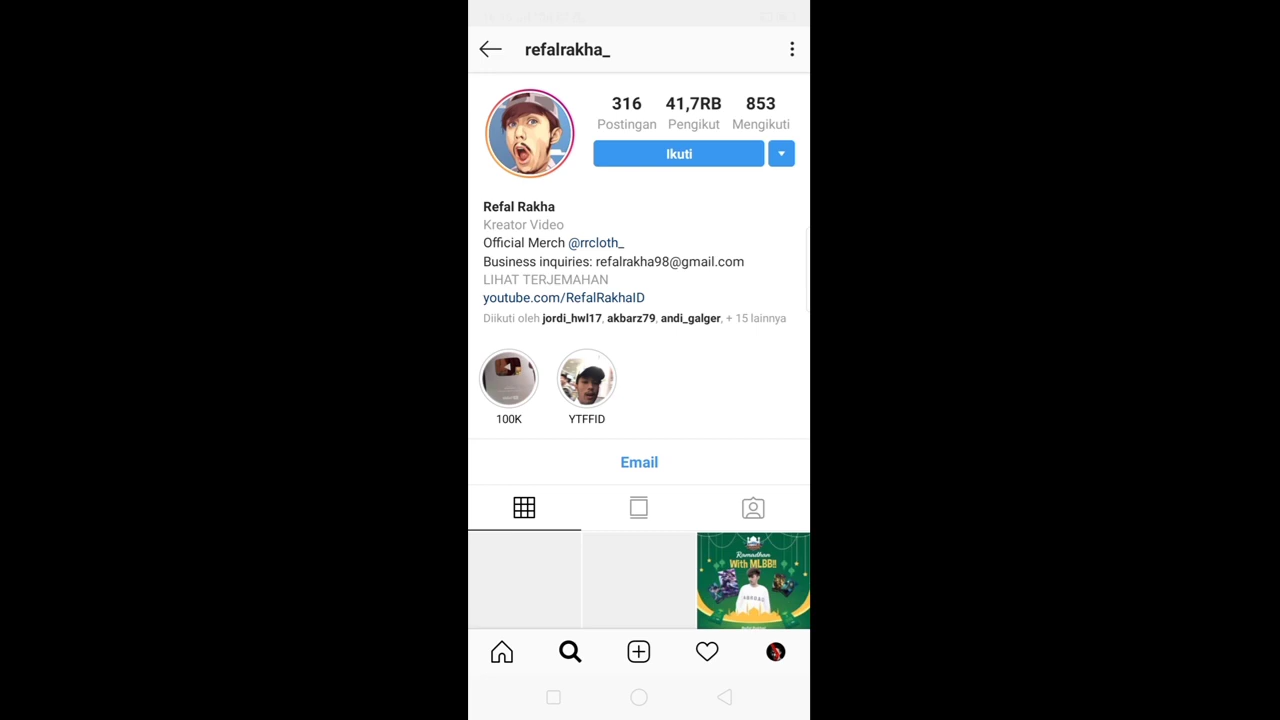 refalrakha_
316 41,7RB 853
Postingan Pengikut Mengikuti
Ikuti
Refal Rakha
Kreator Video
Official Merch @rrcloth_
Business inquiries: refalrakha98@gmail.com
LIHAT TERJEMAHAN
youtube.com/RefalRakhaID
Diikuti oleh jordi_hwl17, akbarz79, andi_galger, + 15 lainnya
100K YTFFID
Email
Ramadhan
With MLBB!!